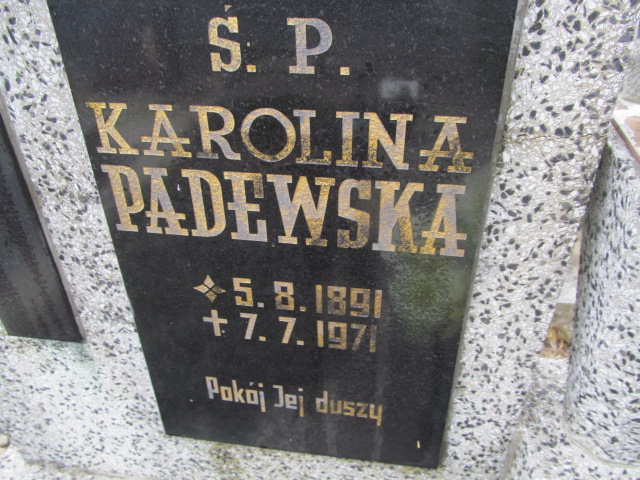 Ś. P.
KAROLINA
PADEWSKA
5. 8. 1891
7. 7. 1971
Pokój Jej duszy